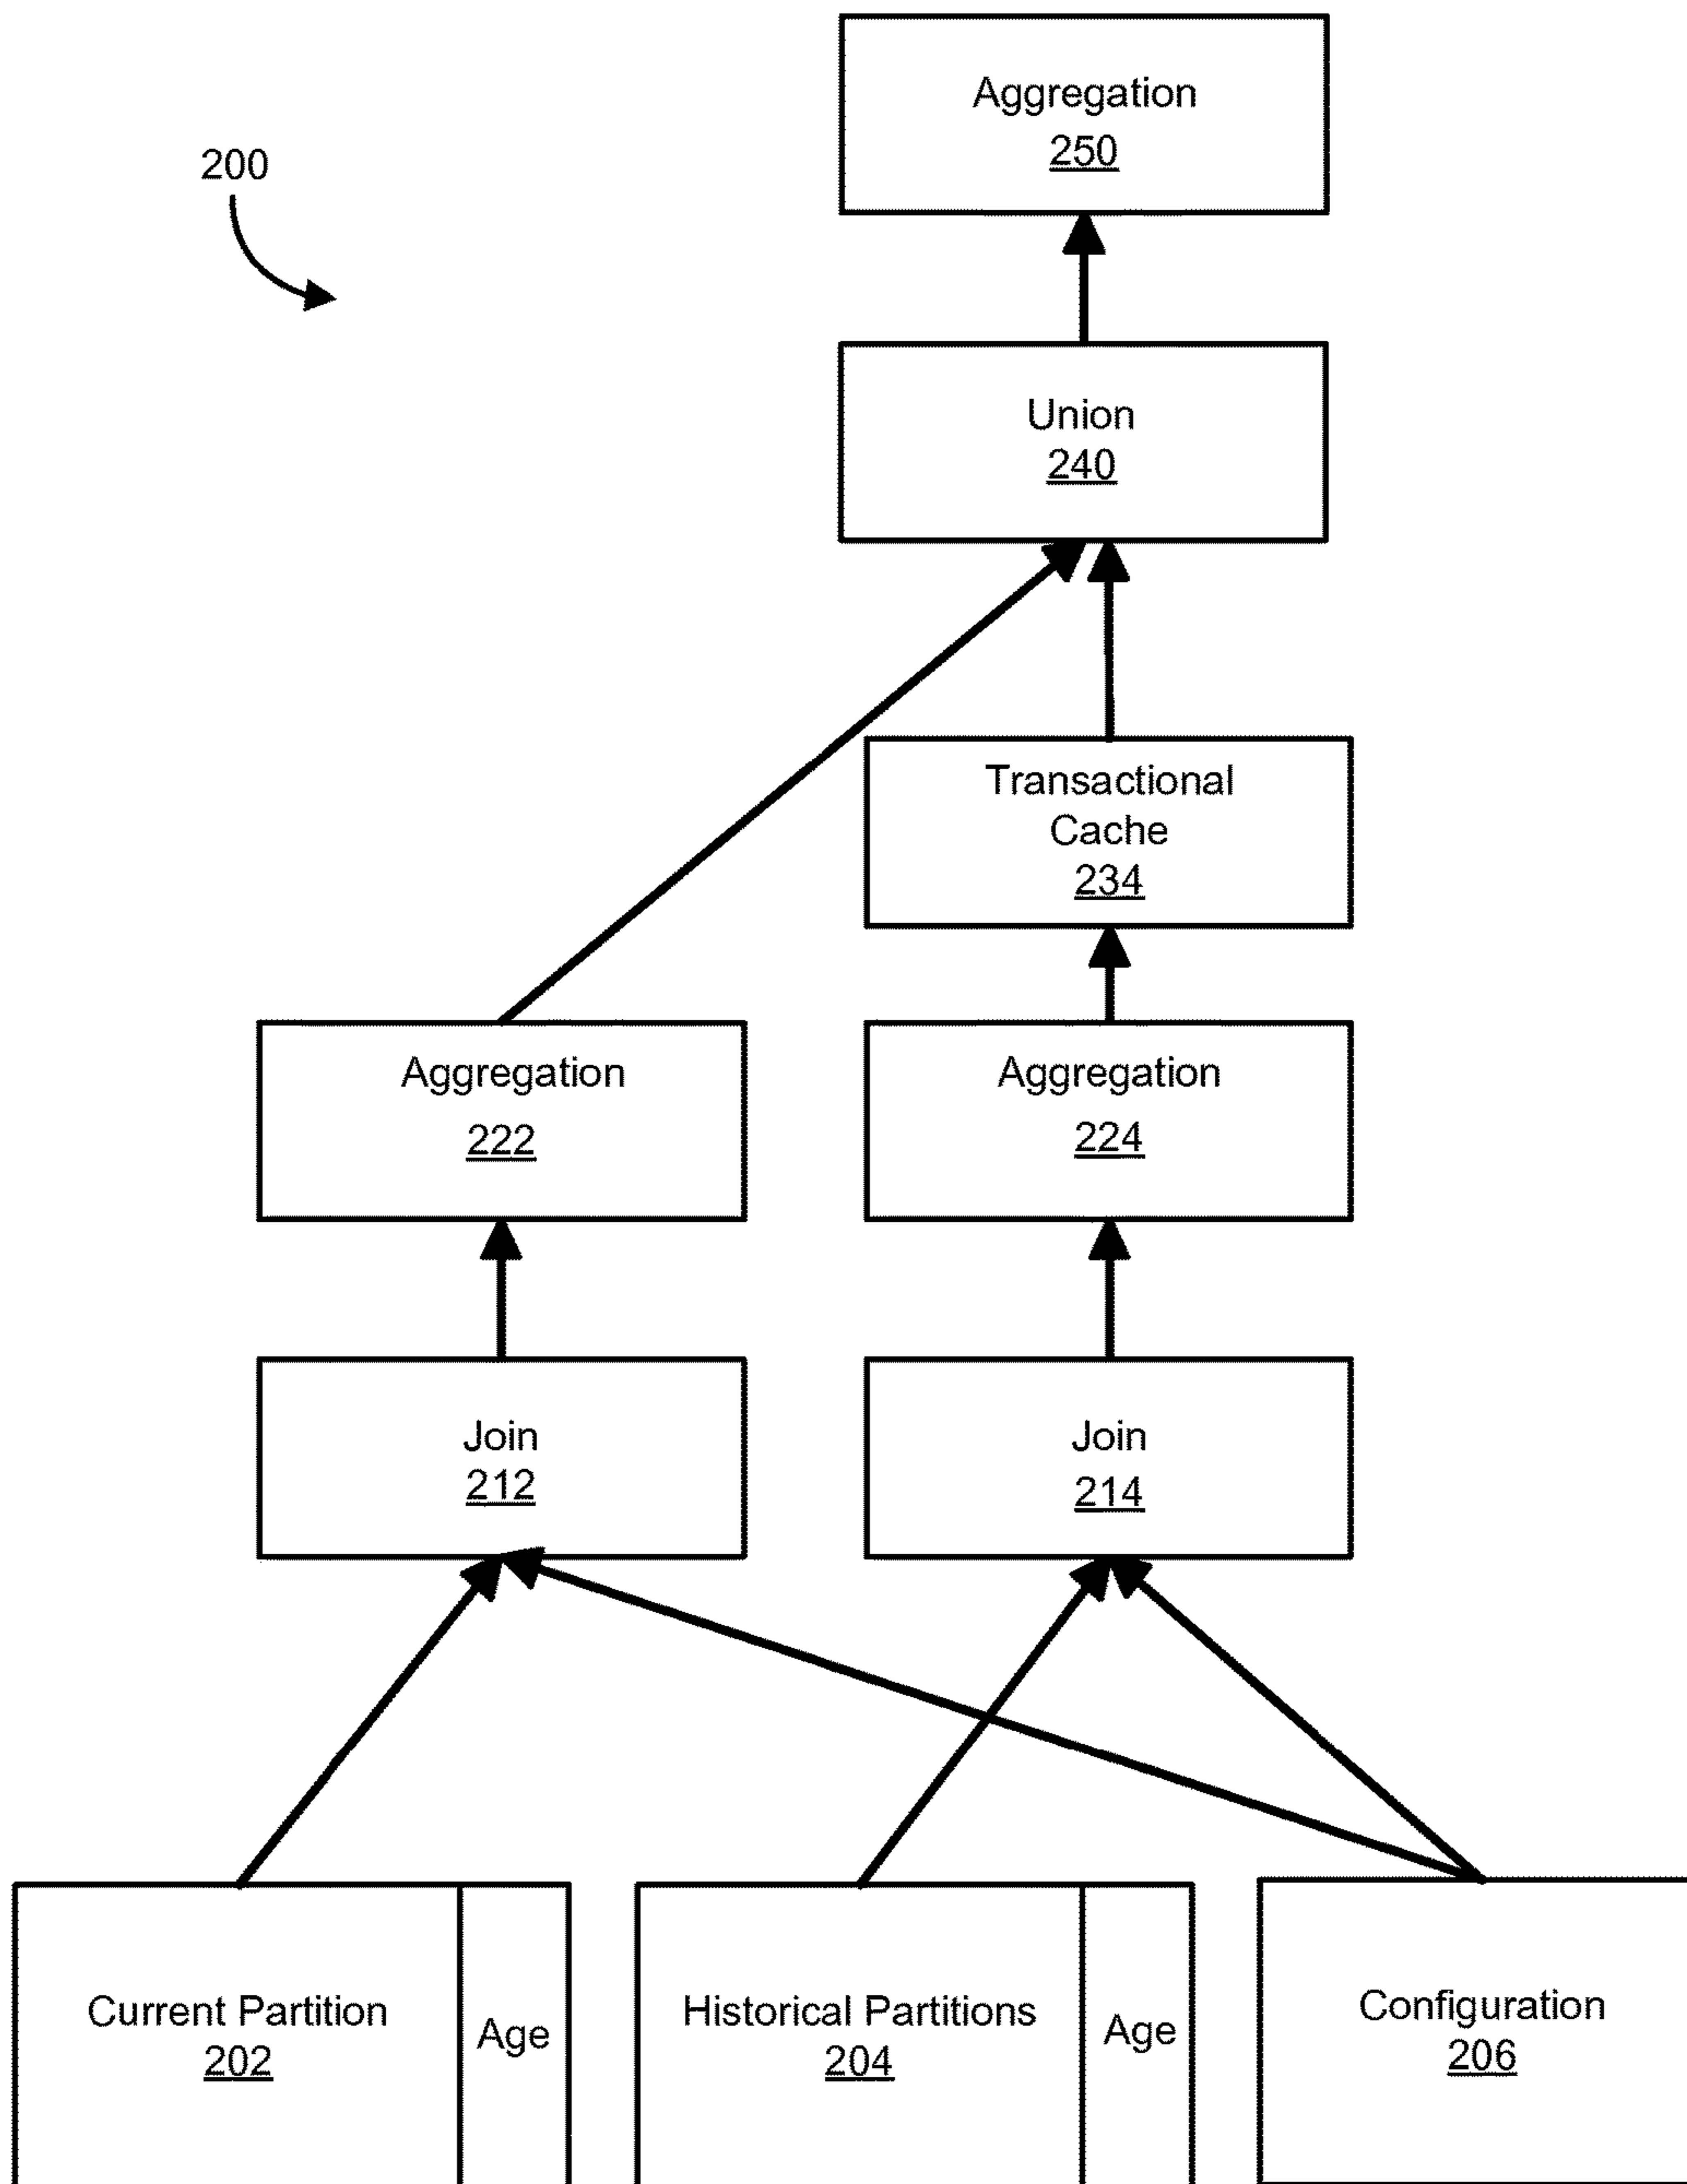 Aggregation
250
200
Union
240
Transactional
Cache
234
Aggregation
222
Aggregation
224
Join
212
Join
214
Current Partition
202
Age
Historical Partitions
204
Age
Configuration
206